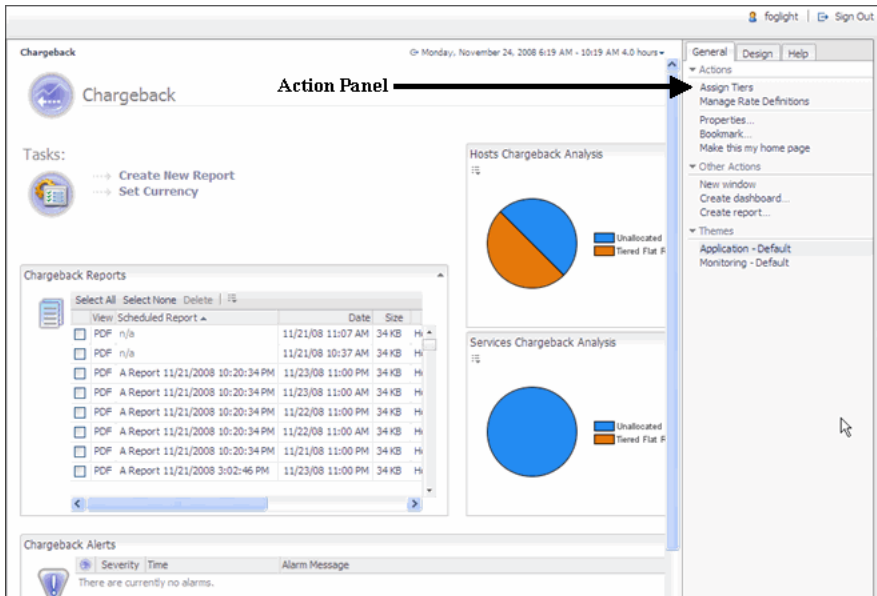 foglight | Sign Out
Chargeback
Monday, November 24, 2008 6:19 AM - 10:19 AM 4.0 hours
General Design Help
Actions
Assign Tiers
Manage Rate Definitions
Properties...
Bookmark...
Make this my home page
Other Actions
New window
Create dashboard...
Create report...
Themes
Application - Default
Monitoring - Default
Action Panel
Chargeback
Tasks:
Create New Report
Set Currency
Hosts Chargeback Analysis
Unallocated
Tiered Flat R
Chargeback Reports
Select All Select None Delete |
View Scheduled Report Date Size
PDF n/a 11/21/08 11:07 AM 34 KB H
PDF n/a 11/21/08 10:37 AM 34 KB H
PDF A Report 11/21/2008 10:20:34 PM 11/23/08 11:00 PM 34 KB H
PDF A Report 11/21/2008 10:20:34 PM 11/23/08 11:00 AM 34 KB H
PDF A Report 11/21/2008 10:20:34 PM 11/22/08 11:00 PM 34 KB H
PDF A Report 11/21/2008 10:20:34 PM 11/22/08 11:00 AM 34 KB H
PDF A Report 11/21/2008 10:20:34 PM 11/21/08 11:00 PM 34 KB H
PDF A Report 11/21/2008 3:02:46 PM 11/23/08 11:00 PM 34 KB H
Services Chargeback Analysis
Unallocated
Tiered Flat R
Chargeback Alerts
Severity Time Alarm Message
There are currently no alarms.